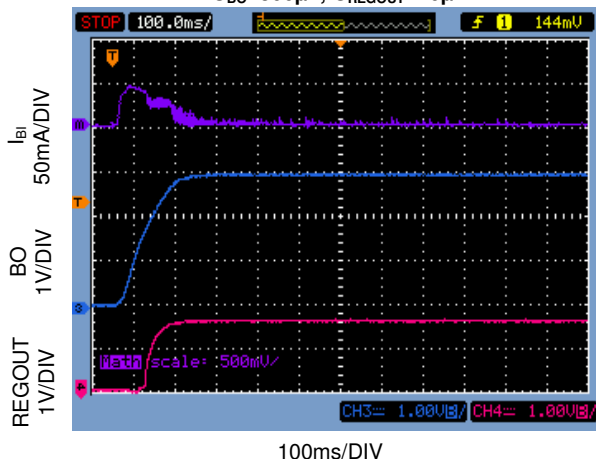 STOP 100.0ms/ f 1 144mV
T
I_BI
50mA/DIV
M
T
BO
1V/DIV
3
REGOUT
1V/DIV
Math scale: 500mV/
CH3 1.00V B/ CH4 1.00V B/
100ms/DIV